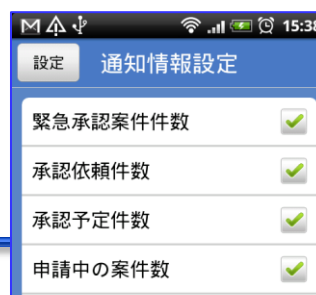 15:38
設定 通知情報設定
緊急承認案件件数
承認依頼件数
承認予定件数
申請中の案件数